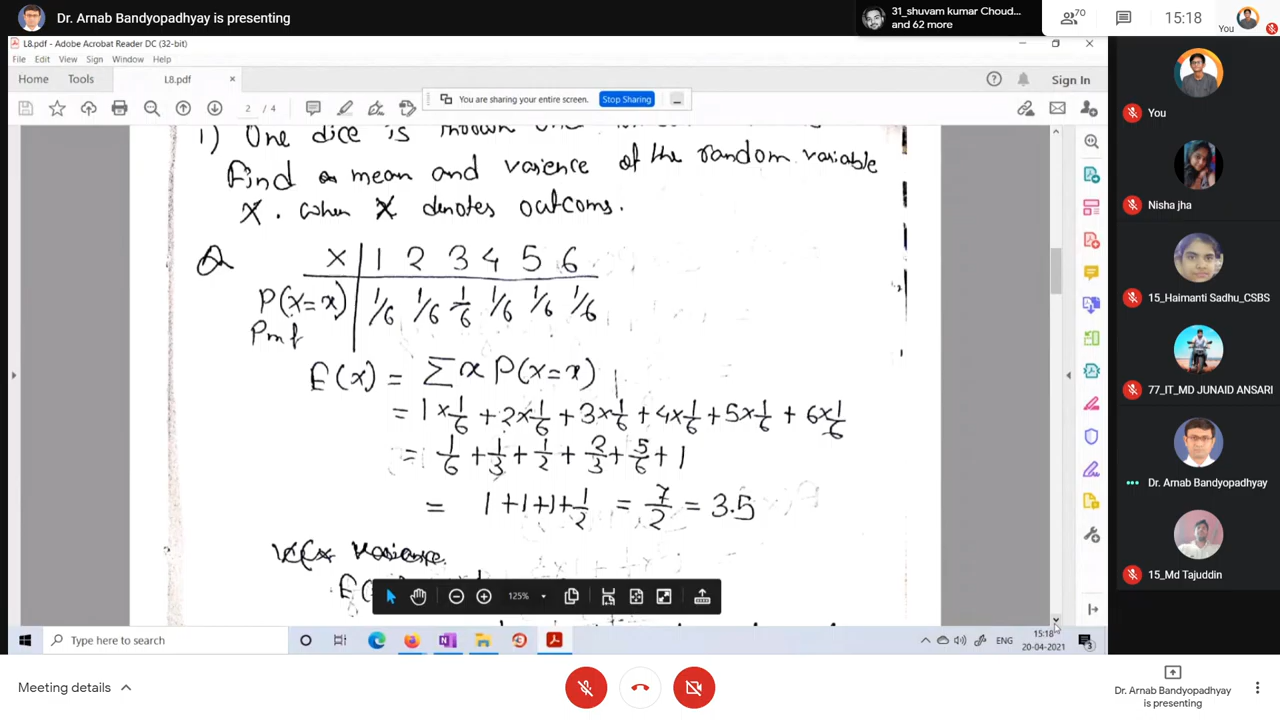 Dr. Arnab Bandyopadhyay is presenting
31_shuvam kumar Choud...
and 62 more
70
15:18
You
L8.pdf - Adobe Acrobat Reader DC (32-bit)
File Edit View Sign Window Help
Home Tools L8.pdf × Sign In
2 / 4
You are sharing your entire screen. Stop Sharing
1) One dice is
Find mean and varience of the random variable
X. when X denotes outcoms.
X 1 2 3 4 5 6
P(X=x) 1/6 1/6 1/6 1/6 1/6 1/6
Pmf
E(x) = Σ x P(X=x)
= 1×1/6 + 2×1/6 + 3×1/6 + 4×1/6 + 5×1/6 + 6×1/6
= 1/6 + 1/3 + 1/2 + 2/3 + 5/6 + 1
= 1+1+1+1/2 = 7/2 = 3.5
varience
125%
Type here to search
ENG
15:18
20-04-2021
3
You
Nisha jha
15_Haimanti Sadhu_CSBS
77_IT_MD JUNAID ANSARI
Dr. Arnab Bandyopadhyay
15_Md Tajuddin
Meeting details
Dr. Arnab Bandyopadhyay
is presenting